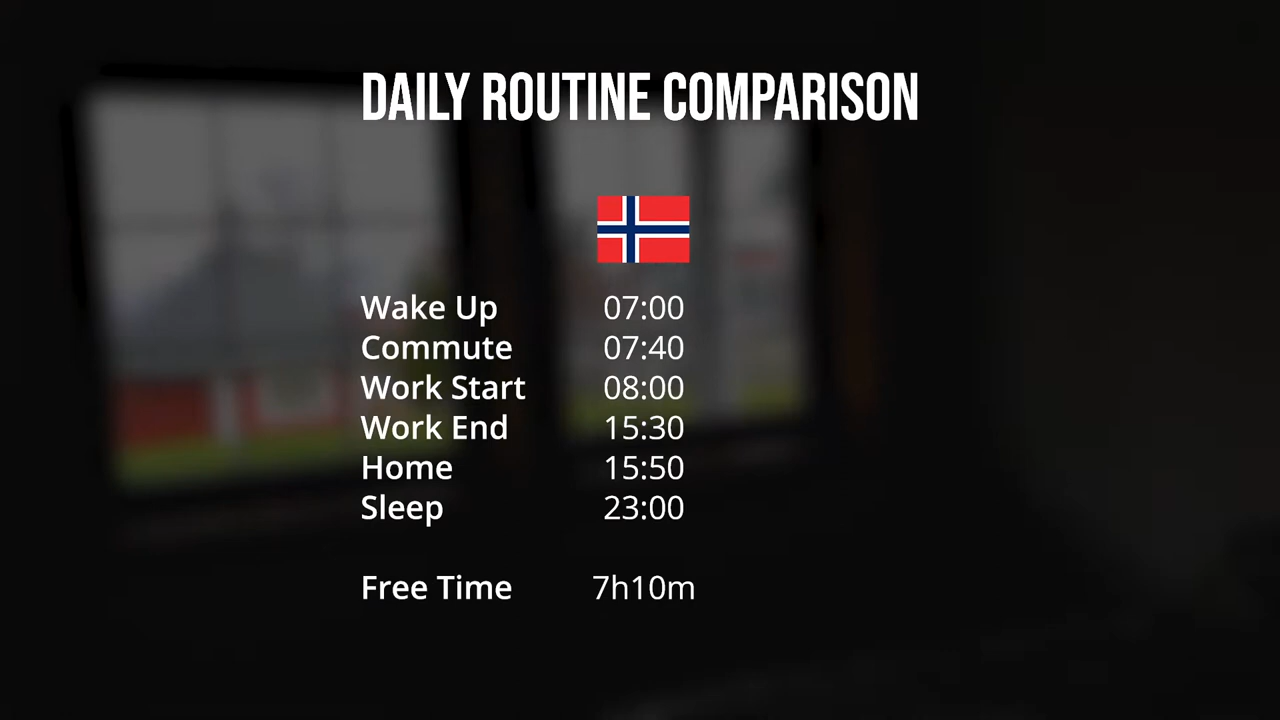 DAILY ROUTINE COMPARISON
Wake Up 07:00
Commute 07:40
Work Start 08:00
Work End 15:30
Home 15:50
Sleep 23:00
Free Time 7h10m